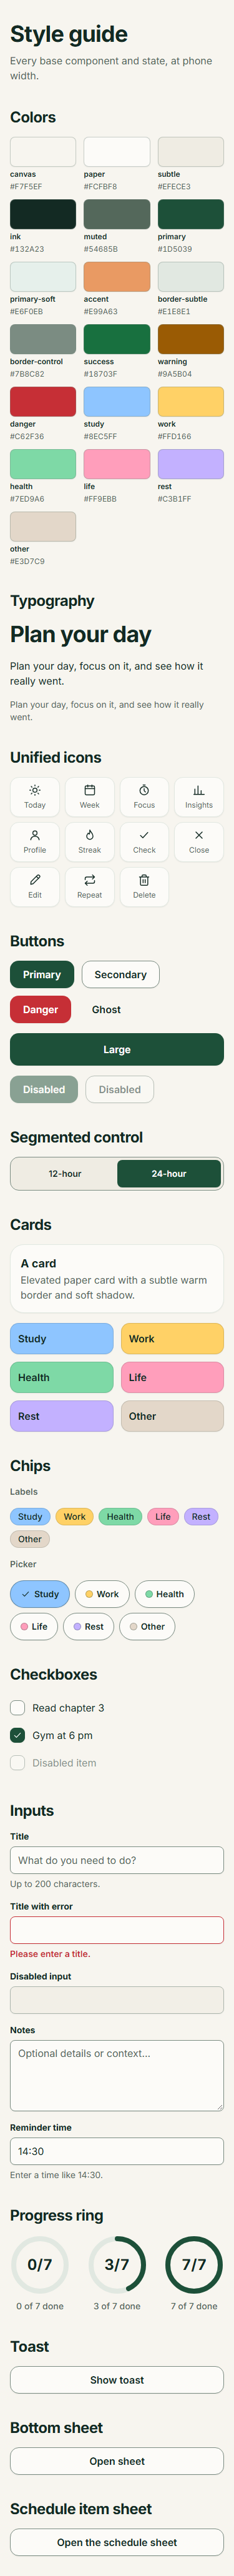 Style guide
Every base component and state, at phone
width.
Colors
canvas
#F7F5EF
paper
#FCFBF8
subtle
#EFECE3
ink
#132A23
muted
#54685B
primary
#1D5039
primary-soft
#E6F0EB
accent
#E99A63
border-subtle
#E1E8E1
border-control
#7B8C82
success
#18703F
warning
#9A5B04
danger
#C62F36
study
#8EC5FF
work
#FFD166
health
#7ED9A6
life
#FF9EBB
rest
#C3B1FF
other
#E3D7C9
Typography
Plan your day
Plan your day, focus on it, and see how it
really went.
Plan your day, focus on it, and see how it really
went.
Unified icons
Today
Week
Focus
Insights
Profile
Streak
Check
Close
Edit
Repeat
Delete
Buttons
Primary
Secondary
Danger
Ghost
Large
Disabled
Disabled
Segmented control
12-hour
24-hour
Cards
A card
Elevated paper card with a subtle warm
border and soft shadow.
Study
Work
Health
Life
Rest
Other
Chips
Labels
Study
Work
Health
Life
Rest
Other
Picker
Study
Work
Health
Life
Rest
Other
Checkboxes
Read chapter 3
Gym at 6 pm
Disabled item
Inputs
Title
What do you need to do?
Up to 200 characters.
Title with error
Please enter a title.
Disabled input
Notes
Optional details or context...
Reminder time
14:30
Enter a time like 14:30.
Progress ring
0/7
3/7
7/7
0 of 7 done
3 of 7 done
7 of 7 done
Toast
Show toast
Bottom sheet
Open sheet
Schedule item sheet
Open the schedule sheet